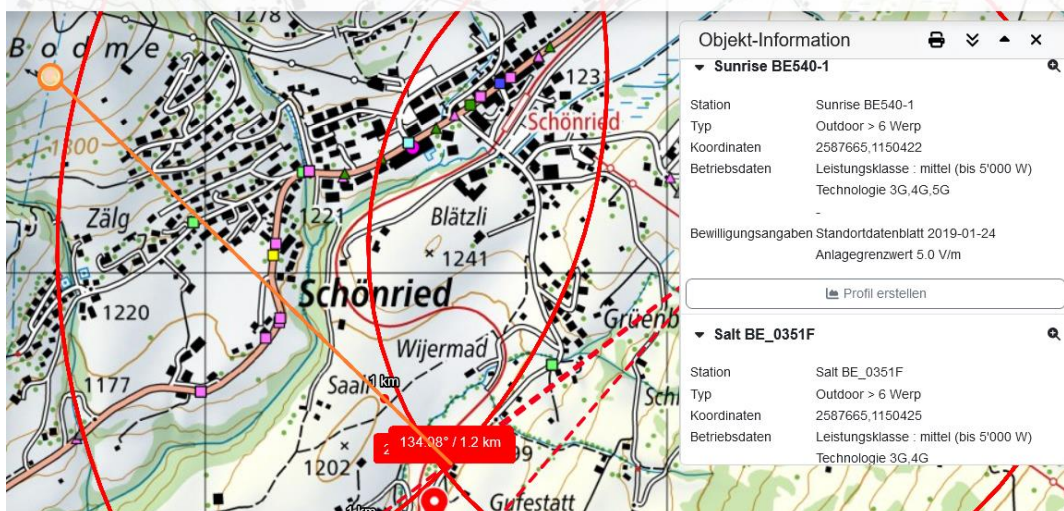 1278
Bodme
1300
123
Schönried
Zälg
1221
Blätzli
1241
Schönried
1220
Wijermad
1177
1 km
134.08° / 1.2 km
1202
99
Gufestatt
Objekt-Information
Sunrise BE540-1
Station Sunrise BE540-1
Typ Outdoor > 6 Werp
Koordinaten 2587665,1150422
Betriebsdaten Leistungsklasse : mittel (bis 5'000 W)
Technologie 3G,4G,5G
-
Bewilligungsangaben Standortdatenblatt 2019-01-24
Anlagegrenzwert 5.0 V/m
Profil erstellen
Salt BE_0351F
Station Salt BE_0351F
Typ Outdoor > 6 Werp
Koordinaten 2587665,1150425
Betriebsdaten Leistungsklasse : mittel (bis 5'000 W)
Technologie 3G,4G